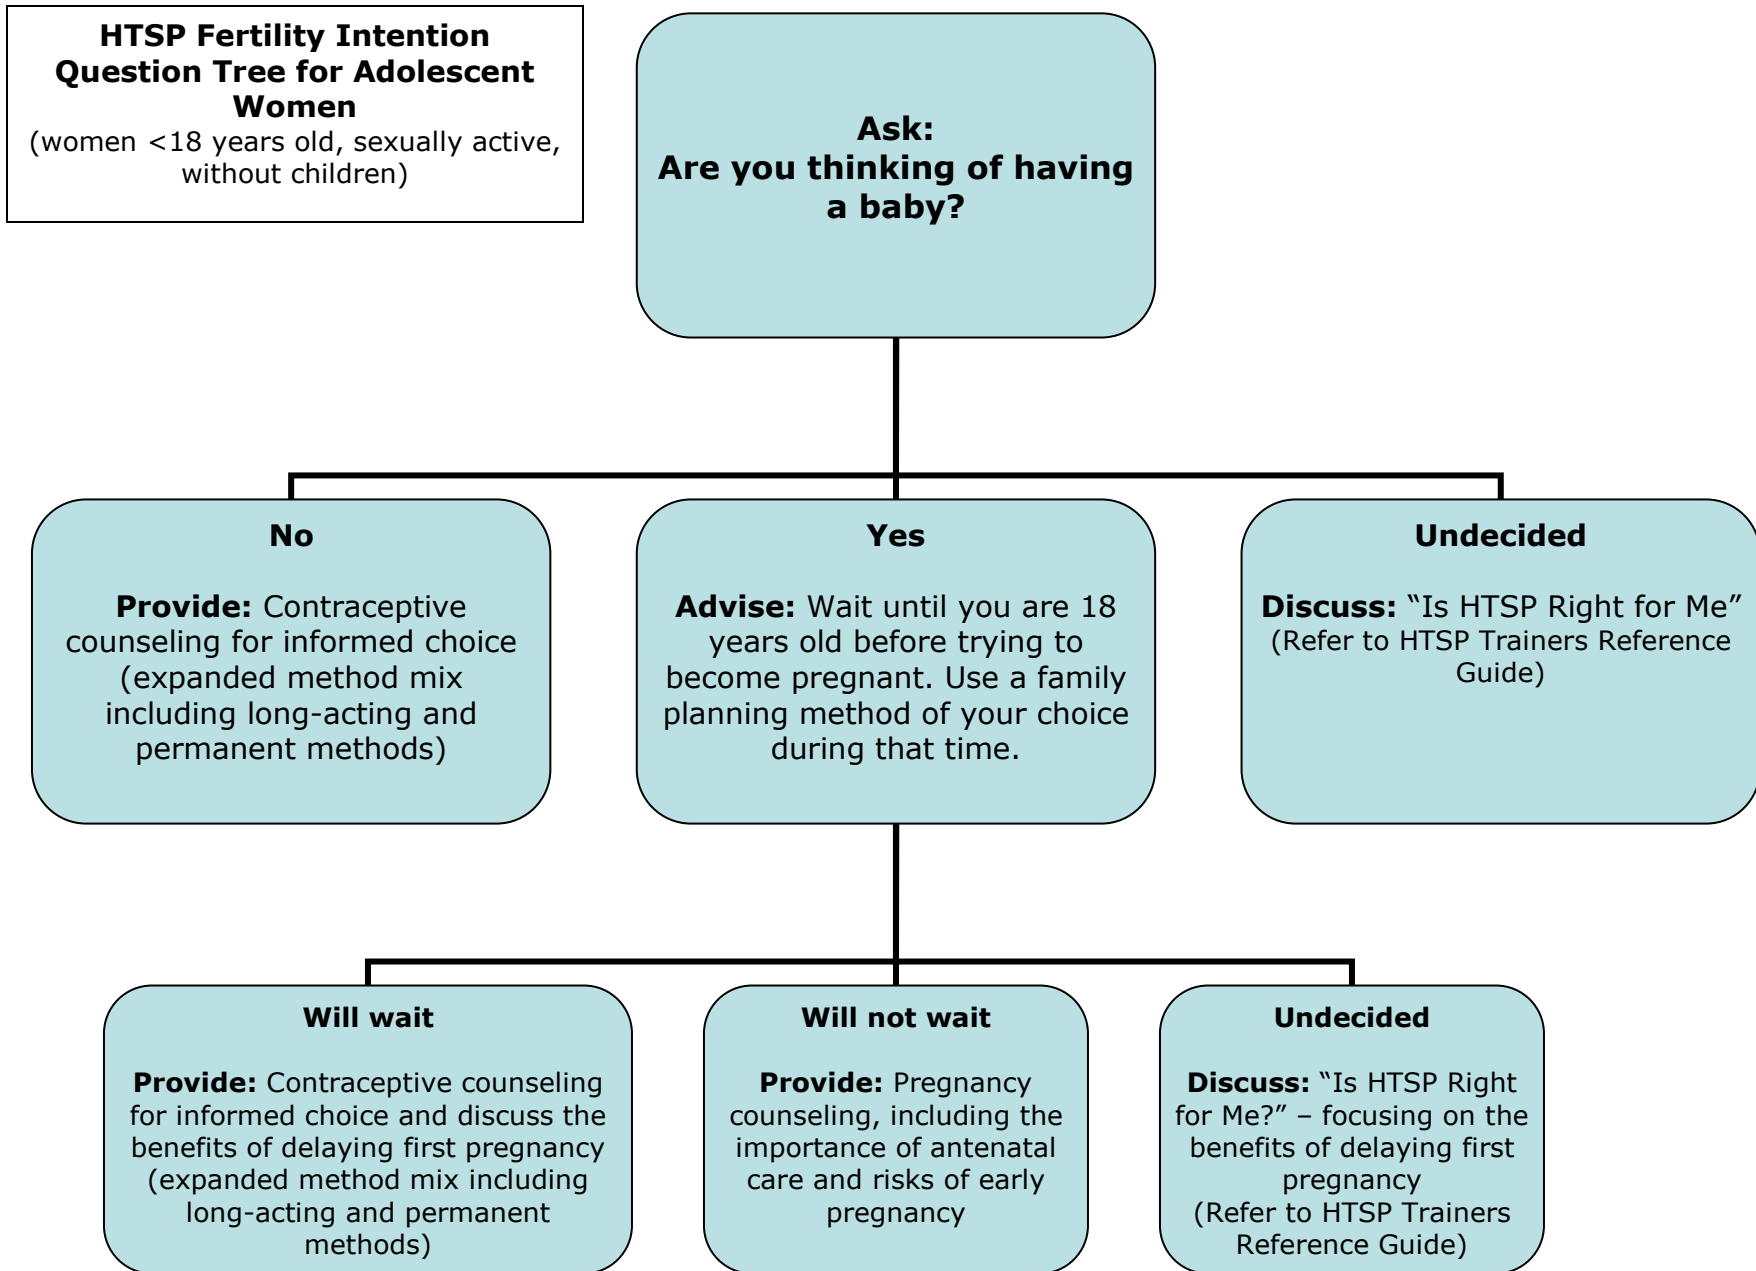 HTSP Fertility Intention
Question Tree for Adolescent
Women
(women <18 years old, sexually active,
without children)
Ask:
Are you thinking of having
a baby?
No
Provide: Contraceptive
counseling for informed choice
(expanded method mix
including long-acting and
permanent methods)
Yes
Advise: Wait until you are 18
years old before trying to
become pregnant. Use a family
planning method of your choice
during that time.
Undecided
Discuss: “Is HTSP Right for Me”
(Refer to HTSP Trainers Reference
Guide)
Will wait
Provide: Contraceptive counseling
for informed choice and discuss the
benefits of delaying first pregnancy
(expanded method mix including
long-acting and permanent
methods)
Will not wait
Provide: Pregnancy
counseling, including the
importance of antenatal
care and risks of early
pregnancy
Undecided
Discuss: “Is HTSP Right
for Me?” – focusing on the
benefits of delaying first
pregnancy
(Refer to HTSP Trainers
Reference Guide)